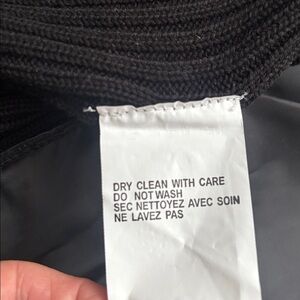 DRY CLEAN WITH CARE
DO NOT WASH
SEC NETTOYEZ AVEC SOIN
NE LAVEZ PAS